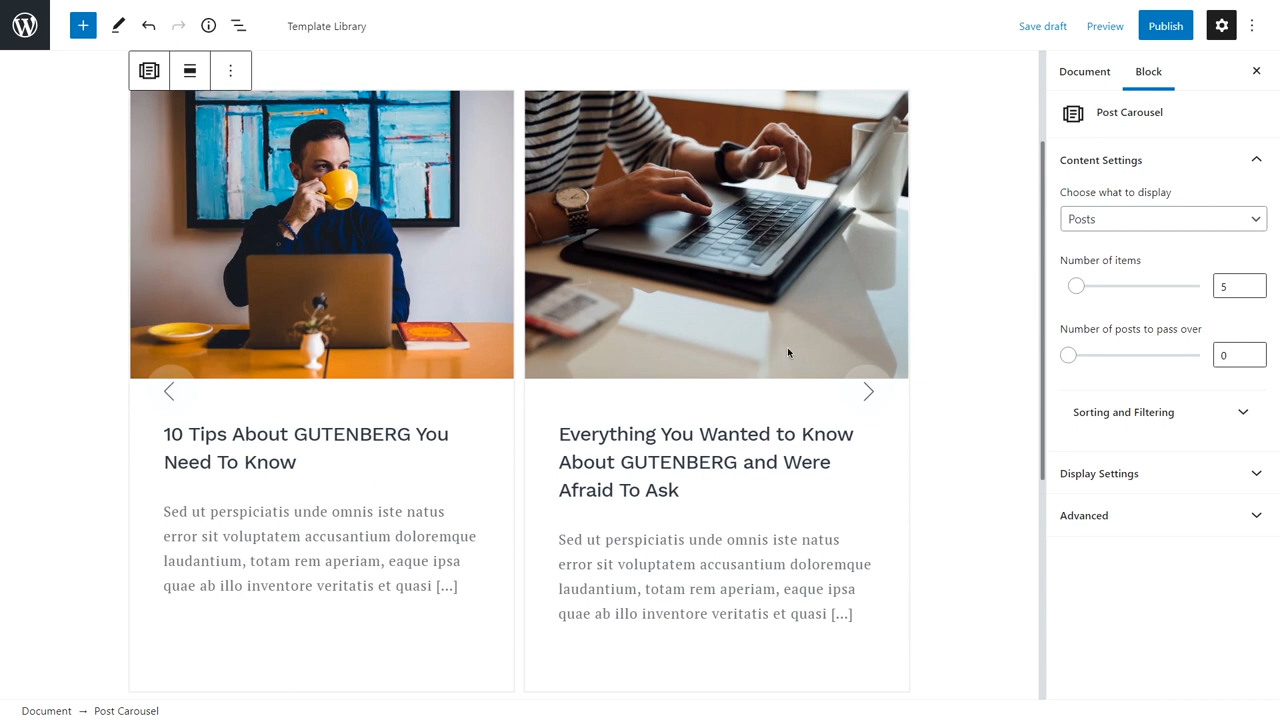 Template Library
Save draft
Preview
Publish
Document
Block
Post Carousel
Content Settings
Choose what to display
Posts
Number of items
5
Number of posts to pass over
0
Sorting and Filtering
Display Settings
Advanced
10 Tips About GUTENBERG You
Need To Know
Sed ut perspiciatis unde omnis iste natus
error sit voluptatem accusantium doloremque
laudantium, totam rem aperiam, eaque ipsa
quae ab illo inventore veritatis et quasi [...]
Everything You Wanted to Know
About GUTENBERG and Were
Afraid To Ask
Sed ut perspiciatis unde omnis iste natus
error sit voluptatem accusantium doloremque
laudantium, totam rem aperiam, eaque ipsa
quae ab illo inventore veritatis et quasi [...]
Document → Post Carousel